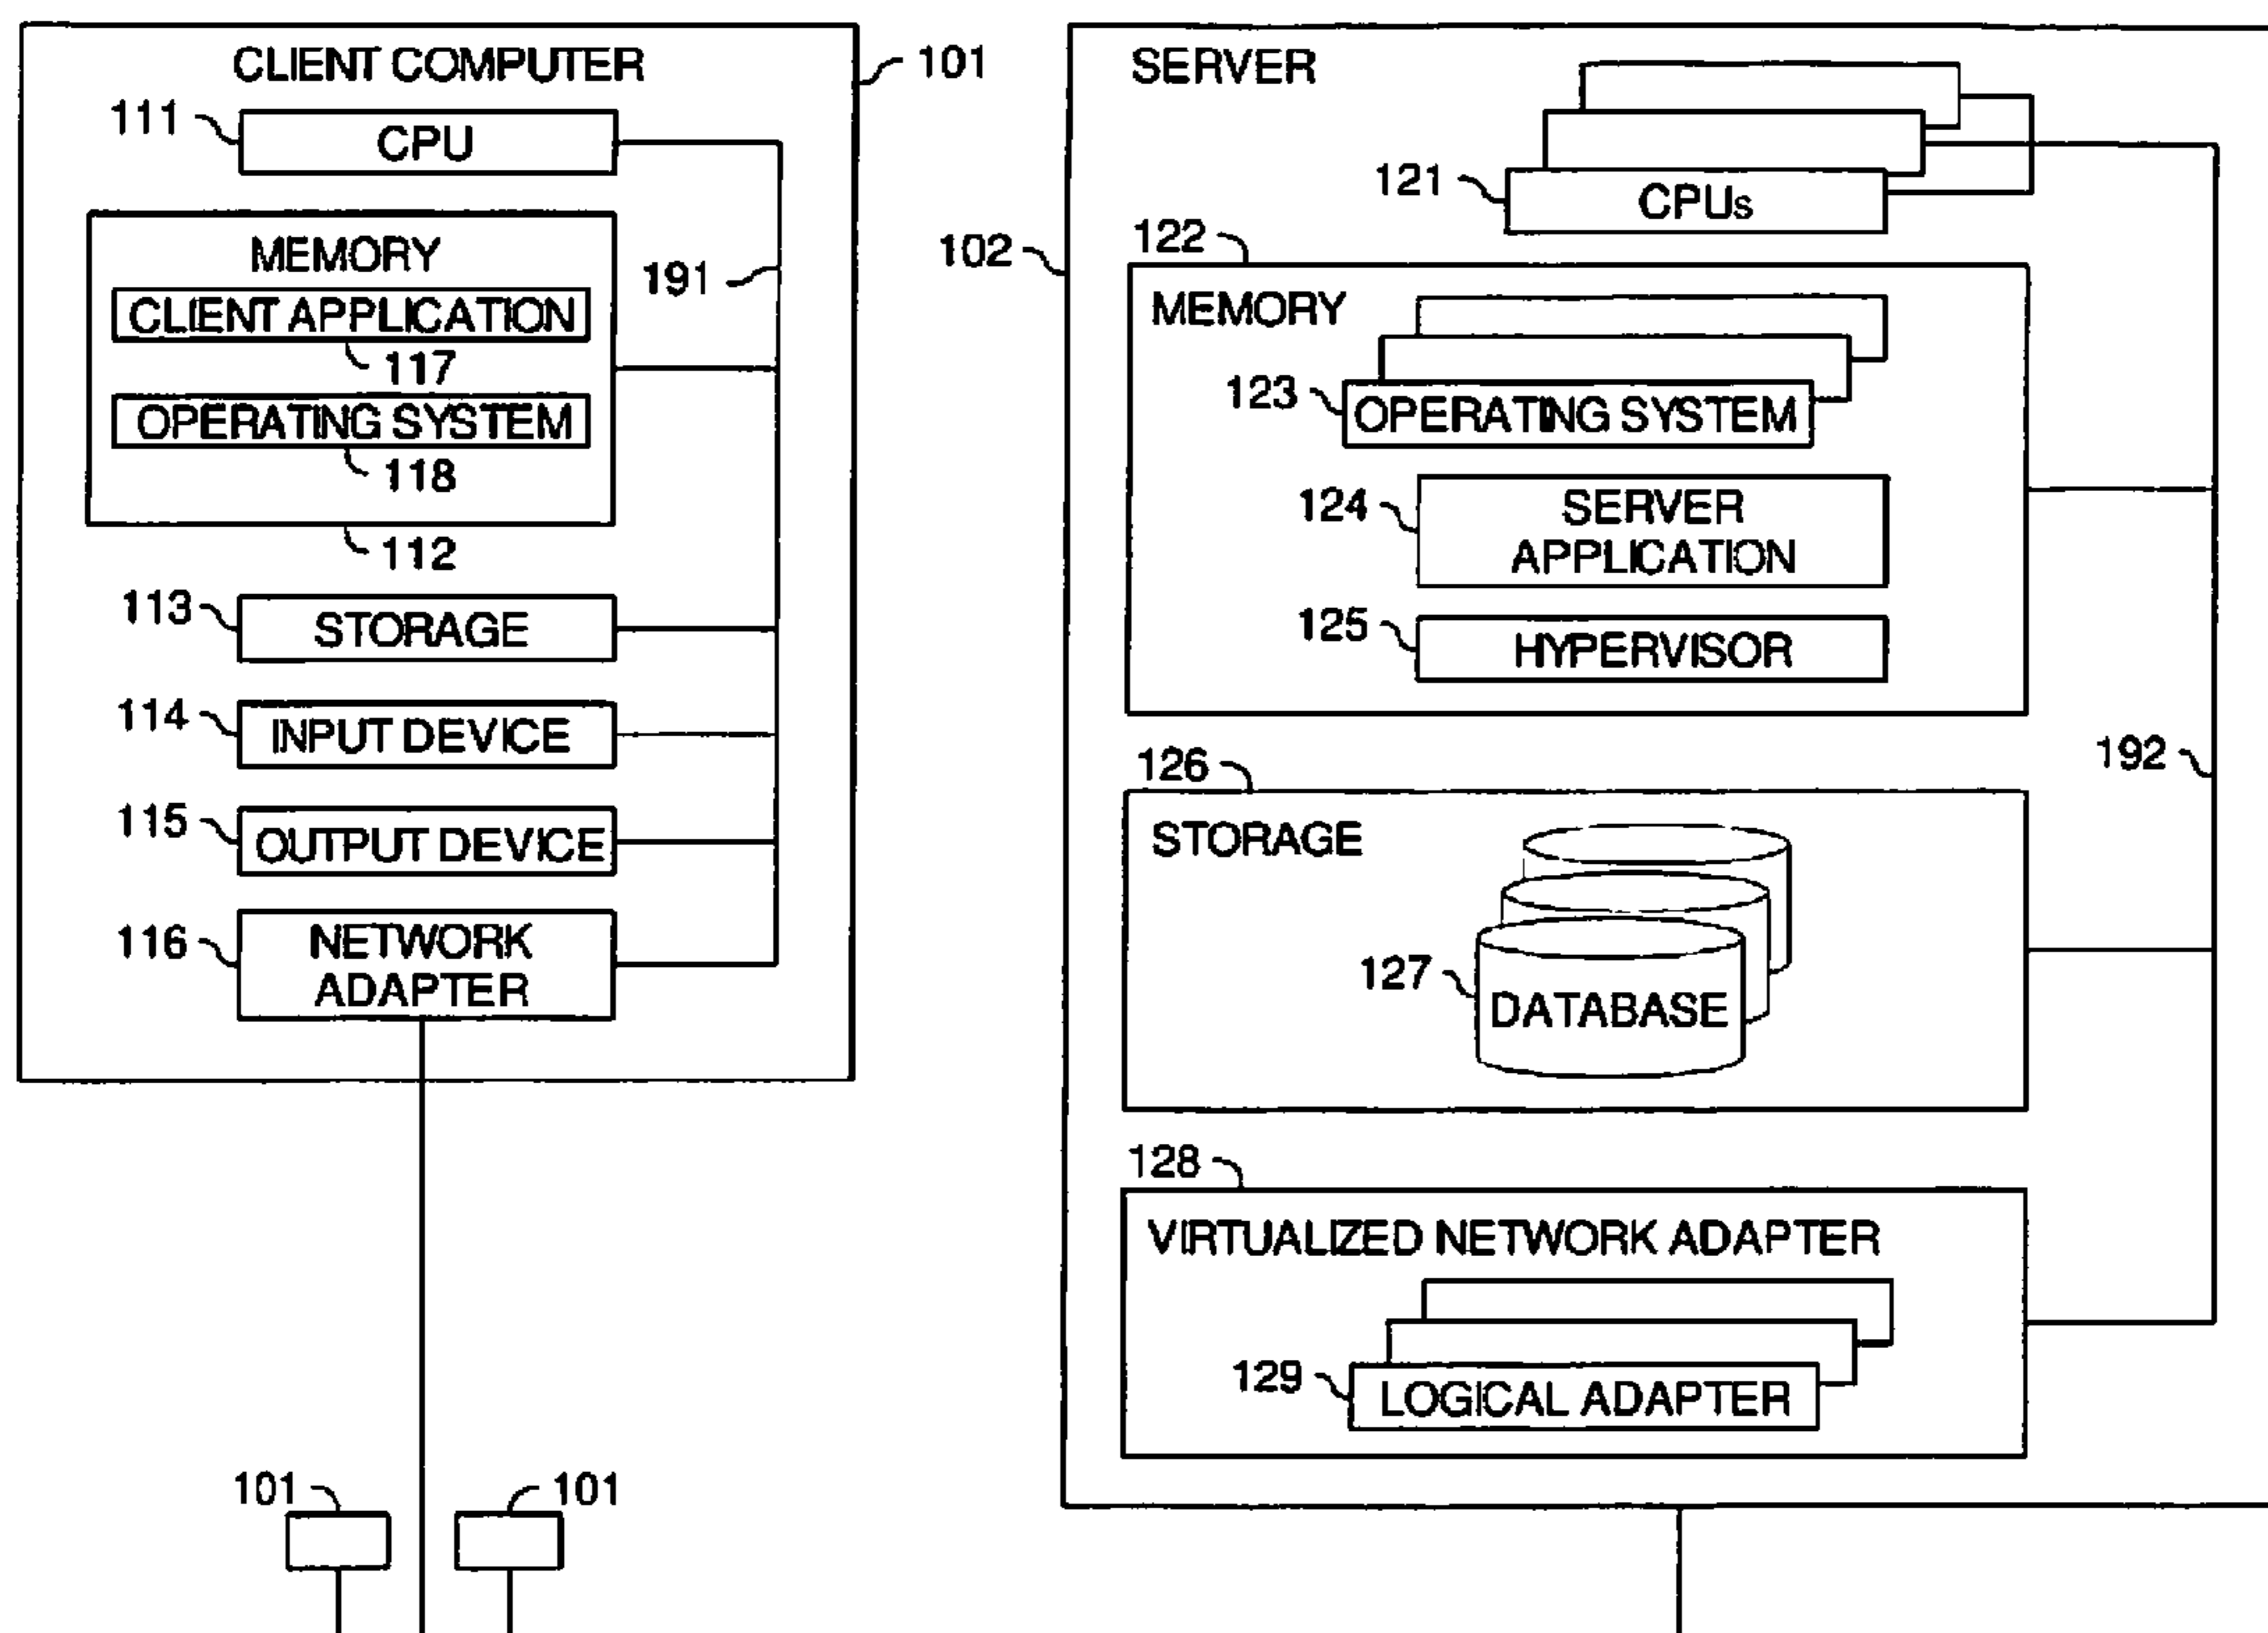 CLIENT COMPUTER
101
111
CPU
MEMORY
191
CLIENT APPLICATION
117
OPERATING SYSTEM
118
112
113
STORAGE
114
INPUT DEVICE
115
OUTPUT DEVICE
116
NETWORK
ADAPTER
101
101
SERVER
121
CPUs
102
122
MEMORY
123
OPERATING SYSTEM
124
SERVER
APPLICATION
125
HYPERVISOR
192
126
STORAGE
127
DATABASE
128
VIRTUALIZED NETWORK ADAPTER
129
LOGICAL ADAPTER